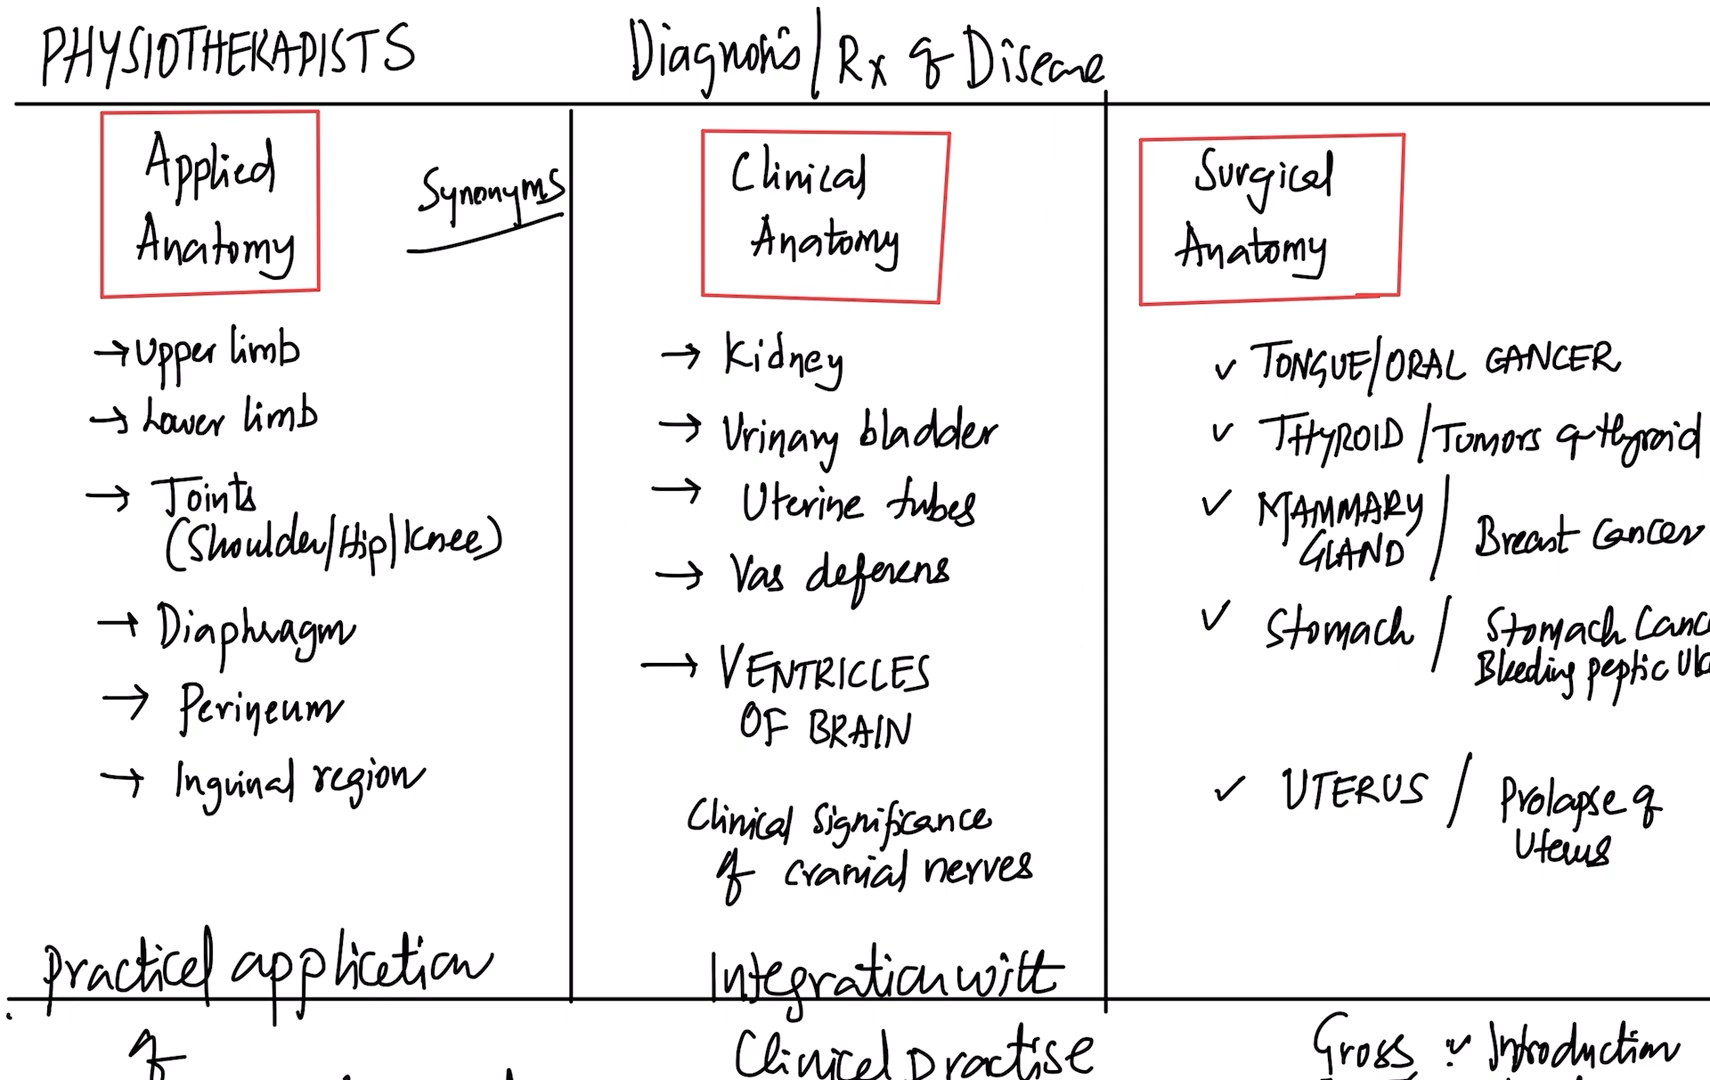 PHYSIOTHERAPISTS
Diagnosis/Rx of Disease
Applied
Anatomy
Synonyms
→ Upper limb
→ Lower limb
→ Joints
(Shoulder/Hip/Knee)
→ Diaphragm
→ Perineum
→ Inguinal region
Practical application
of
Clinical
Anatomy
→ Kidney
→ Urinary bladder
→ Uterine tubes
→ Vas deferens
→ VENTRICLES
OF BRAIN
Clinical significance
of cranial nerves
Integration with
Clinical practise
Surgical
Anatomy
✓ TONGUE/ORAL CANCER
✓ THYROID / Tumors of thyroid
✓ MAMMARY
GLAND / Breast Cancer
✓ Stomach / Stomach Canc
Bleeding peptic Ulc
✓ UTERUS / Prolapse of
Uterus
Gross Introduction